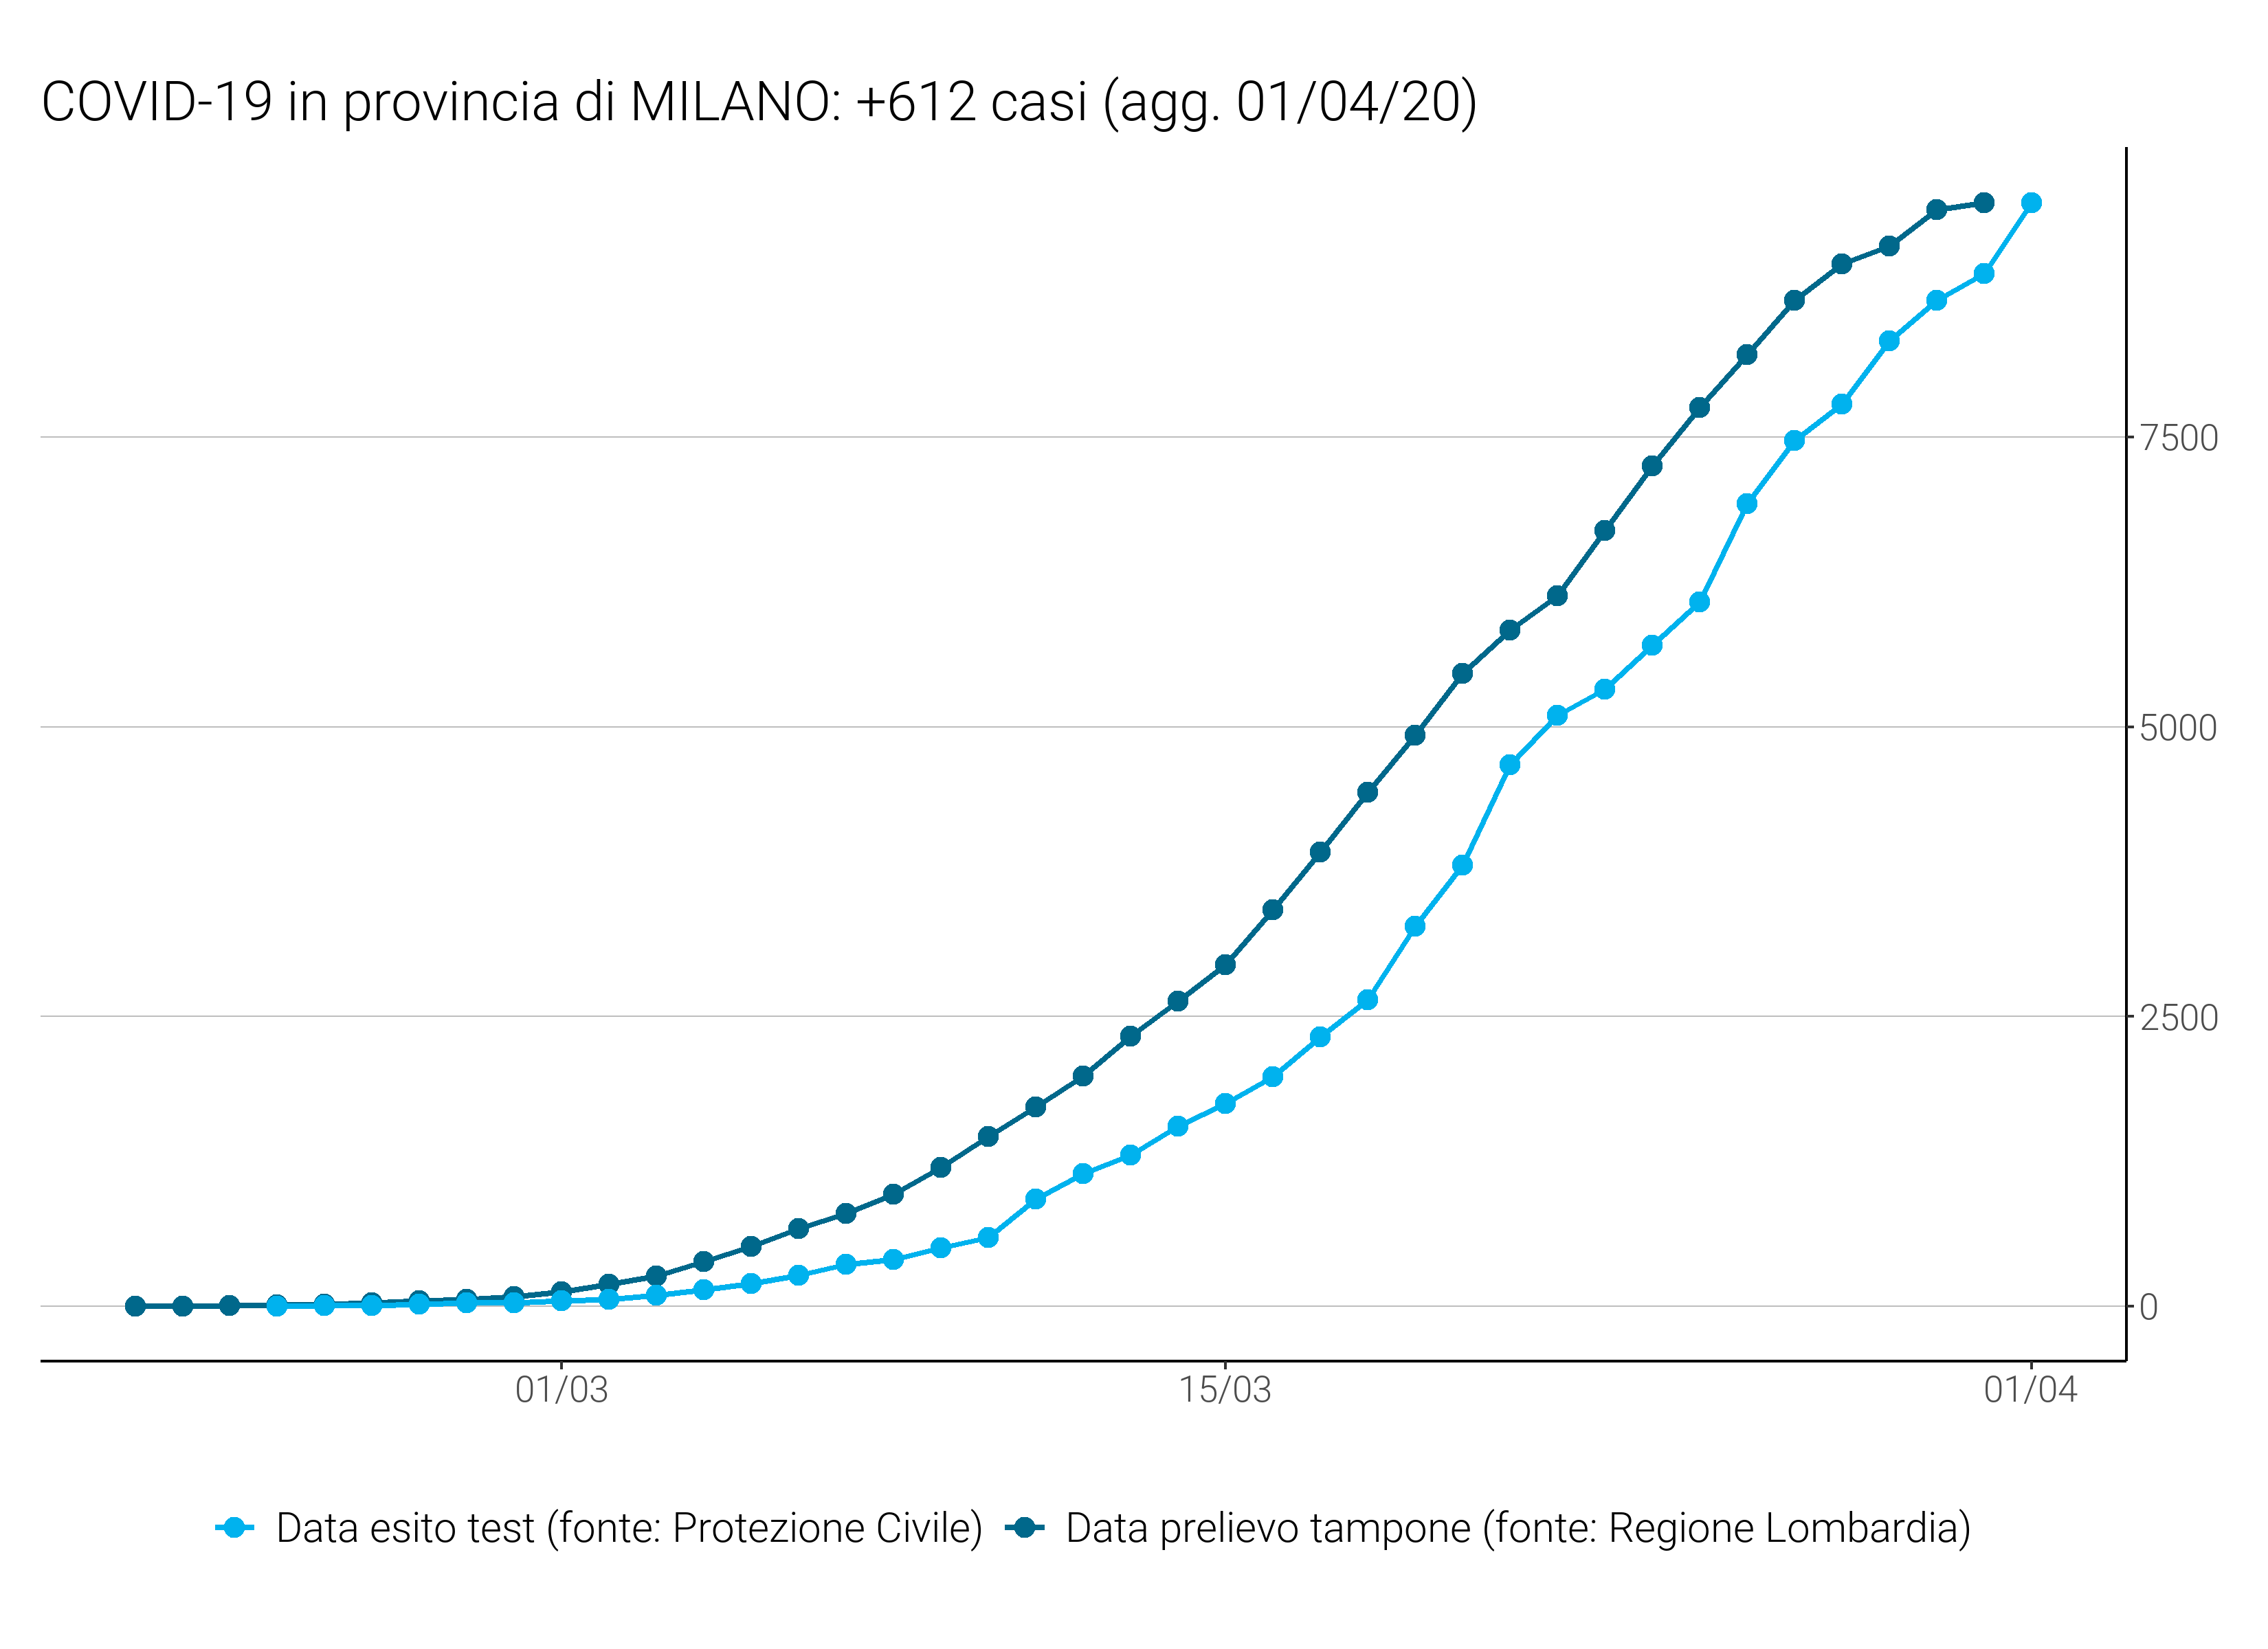 COVID-19 in provincia di MILANO: +612 casi (agg. 01/04/20)
7500
5000
2500
0
01/03 15/03 01/04
Data esito test (fonte: Protezione Civile) Data prelievo tampone (fonte: Regione Lombardia)